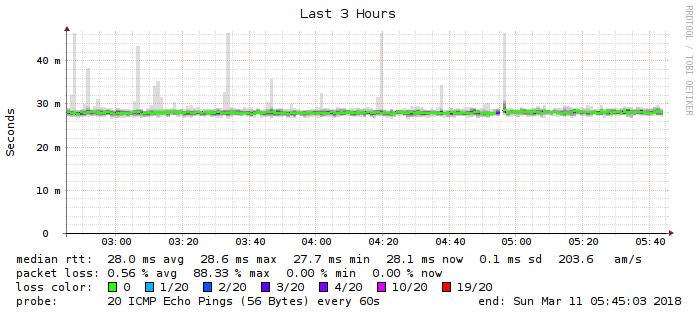 Last 3 Hours
RRDTOOL / TOBI OETIKER
Seconds
40 m
30 m
20 m
10 m
0
03:00 03:20 03:40 04:00 04:20 04:40 05:00 05:20 05:40
median rtt: 28.0 ms avg 28.6 ms max 27.7 ms min 28.1 ms now 0.1 ms sd 203.6 am/s
packet loss: 0.56 % avg 88.33 % max 0.00 % min 0.00 % now
loss color: 0 1/20 2/20 3/20 4/20 10/20 19/20
probe: 20 ICMP Echo Pings (56 Bytes) every 60s end: Sun Mar 11 05:45:03 2018